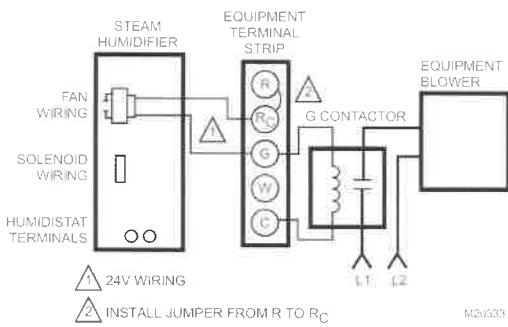 STEAM
HUMIDIFIER
EQUIPMENT
TERMINAL
STRIP
EQUIPMENT
BLOWER
FAN
WIRING
R
2
RC
G CONTACTOR
1
G
SOLENOID
WIRING
W
HUMIDISTAT
TERMINALS
C
L1 L2
1 24V WIRING
2 INSTALL JUMPER FROM R TO RC
M20333